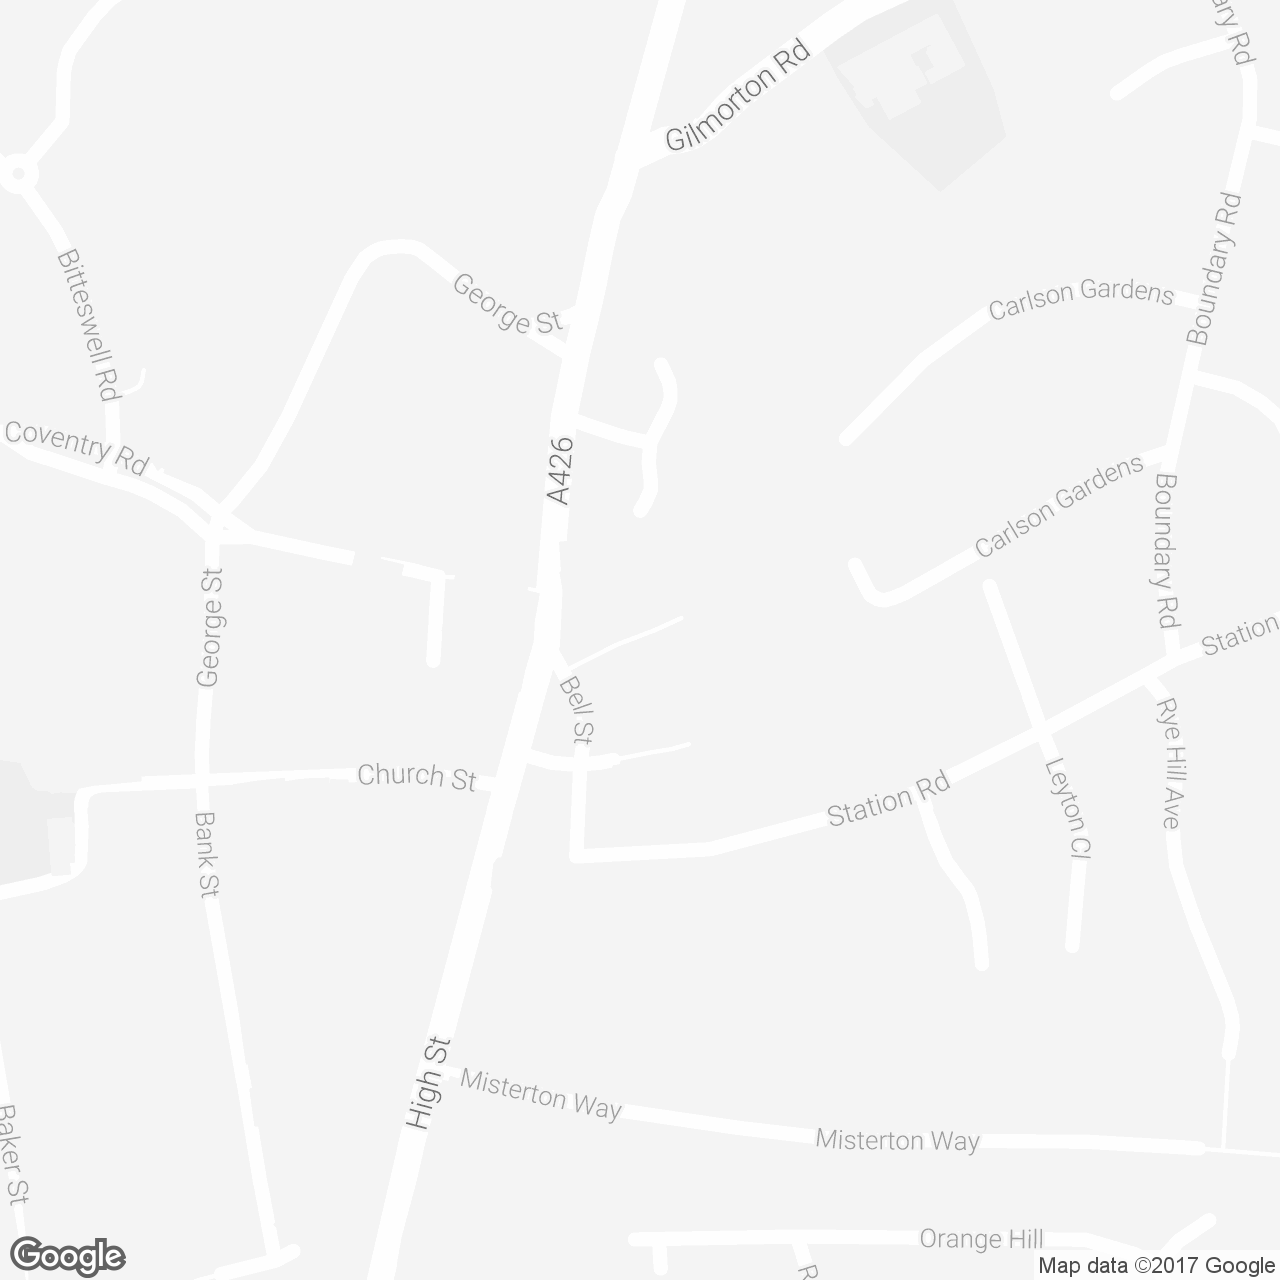 ary Rd
Gilmorton Rd
Boundary Rd
Bitteswell Rd
George St
Carlson Gardens
Coventry Rd
A426
Carlson Gardens
Boundary Rd
George St
Station
Bell St
Church St
Rye Hill Ave
Leyton Cl
Station Rd
Bank St
High St
Misterton Way
Misterton Way
Baker St
Orange Hill
R
Google
Map data ©2017 Google